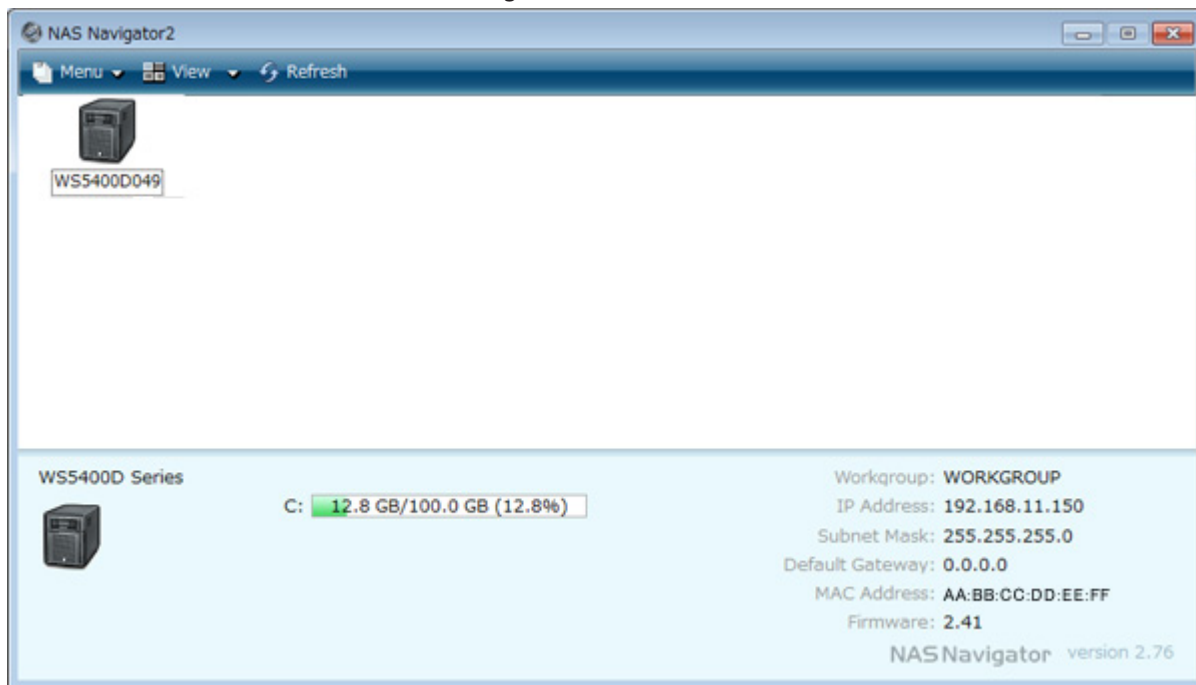 NAS Navigator2
Menu View Refresh
WS5400D049
WS5400D Series
C: 12.8 GB/100.0 GB (12.8%)
Workgroup: WORKGROUP
IP Address: 192.168.11.150
Subnet Mask: 255.255.255.0
Default Gateway: 0.0.0.0
MAC Address: AA:BB:CC:DD:EE:FF
Firmware: 2.41
NAS Navigator version 2.76